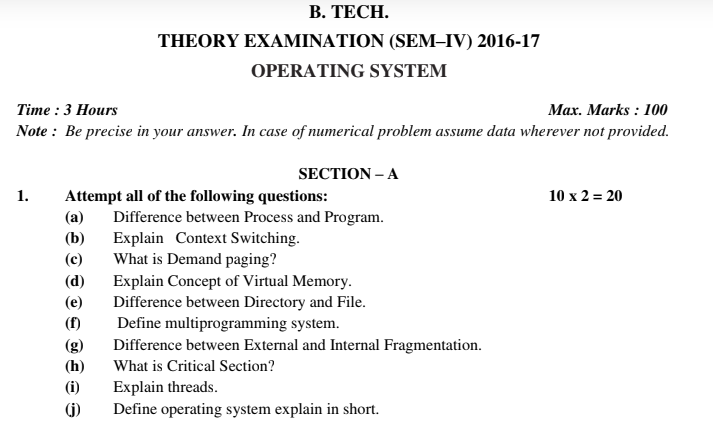 B. TECH.
THEORY EXAMINATION (SEM–IV) 2016-17
OPERATING SYSTEM
Time : 3 Hours Max. Marks : 100
Note : Be precise in your answer. In case of numerical problem assume data wherever not provided.
SECTION – A
1. Attempt all of the following questions: 10 x 2 = 20
(a) Difference between Process and Program.
(b) Explain Context Switching.
(c) What is Demand paging?
(d) Explain Concept of Virtual Memory.
(e) Difference between Directory and File.
(f) Define multiprogramming system.
(g) Difference between External and Internal Fragmentation.
(h) What is Critical Section?
(i) Explain threads.
(j) Define operating system explain in short.